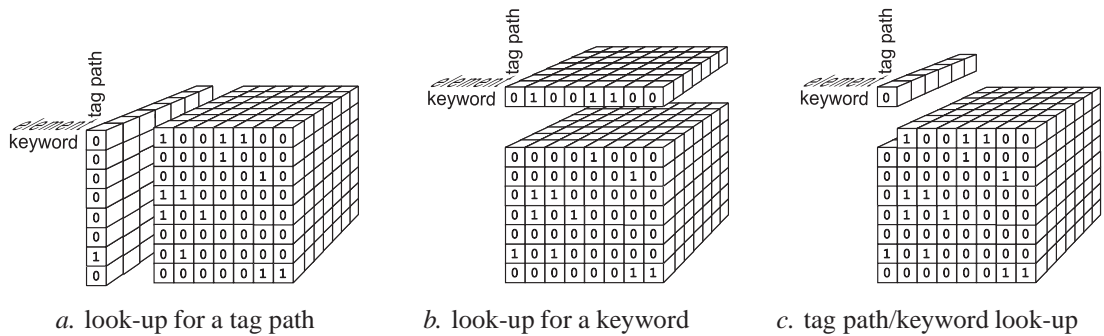 tag path
element
keyword
0
0
0
0
0
0
1
0
1 0 0 1 1 0 0
0 0 0 1 0 0 0
0 0 0 0 0 1 0
1 1 0 0 0 0 0
1 0 1 0 0 0 0
0 0 0 0 0 0 0
0 1 0 0 0 0 0
0 0 0 0 0 1 1
a. look-up for a tag path
tag path
element
keyword
0 1 0 0 1 1 0 0
0 0 0 0 1 0 0 0
0 0 0 0 0 0 1 0
0 1 1 0 0 0 0 0
0 1 0 1 0 0 0 0
0 0 0 0 0 0 0 0
1 0 1 0 0 0 0 0
0 0 0 0 0 0 1 1
b. look-up for a keyword
tag path
element
keyword
0
1 0 0 1 1 0 0
0 0 0 0 1 0 0 0
0 0 0 0 0 0 1 0
0 1 1 0 0 0 0 0
0 1 0 1 0 0 0 0
0 0 0 0 0 0 0 0
1 0 1 0 0 0 0 0
0 0 0 0 0 0 1 1
c. tag path/keyword look-up